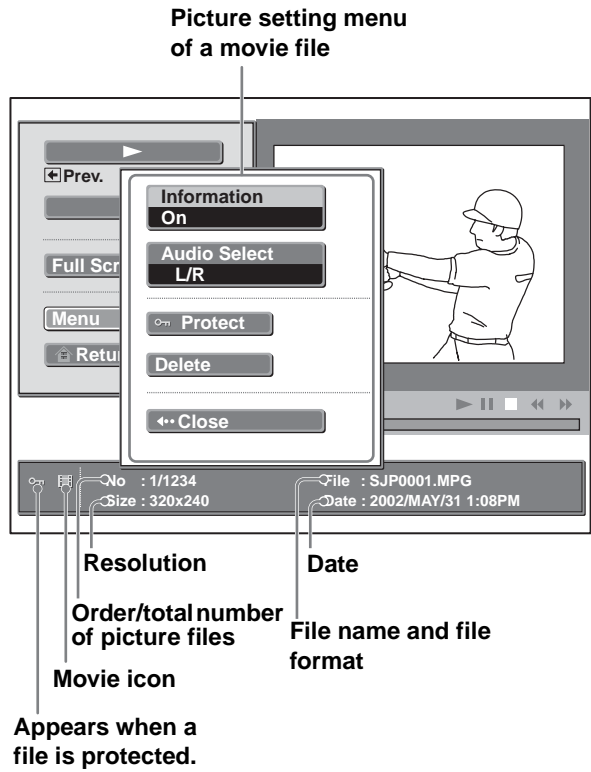 Picture setting menu
of a movie file
Prev.
Information
On
Audio Select
L/R
Full Scr
Menu
Protect
Retu
Delete
Close
No : 1/1234
File : SJP0001.MPG
Size : 320x240
Date : 2002/MAY/31 1:08PM
Resolution
Date
Order/total number
of picture files
File name and file
format
Movie icon
Appears when a
file is protected.